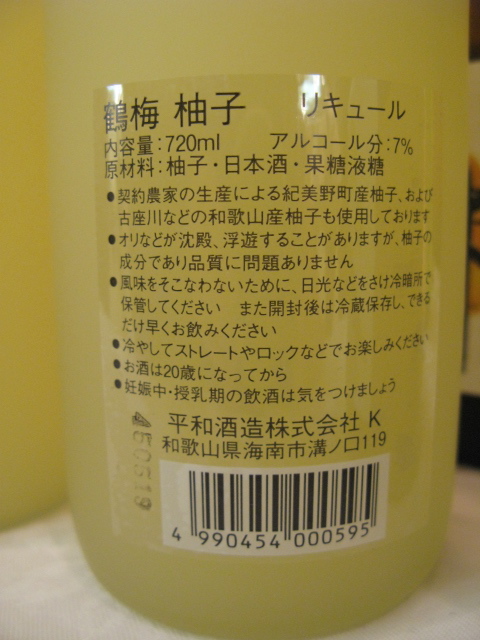 鶴梅 柚子 リキュール
内容量:720ml アルコール分:7%
原材料:柚子・日本酒・果糖液糖
●契約農家の生産による紀美野町産柚子、および
古座川などの和歌山産柚子も使用しております
●オリなどが沈殿、浮遊することがありますが、柚子の
成分であり品質に問題ありません
●風味をそこなわないために、日光などをさけ冷暗所で
保管してください また開封後は冷蔵保存し、できる
だけ早くお飲みください
●冷やしてストレートやロックなどでお楽しみください
●お酒は20歳になってから
●妊娠中・授乳期の飲酒は気をつけましょう
平和酒造株式会社 K
和歌山県海南市溝ノ口119
4 990454 000595